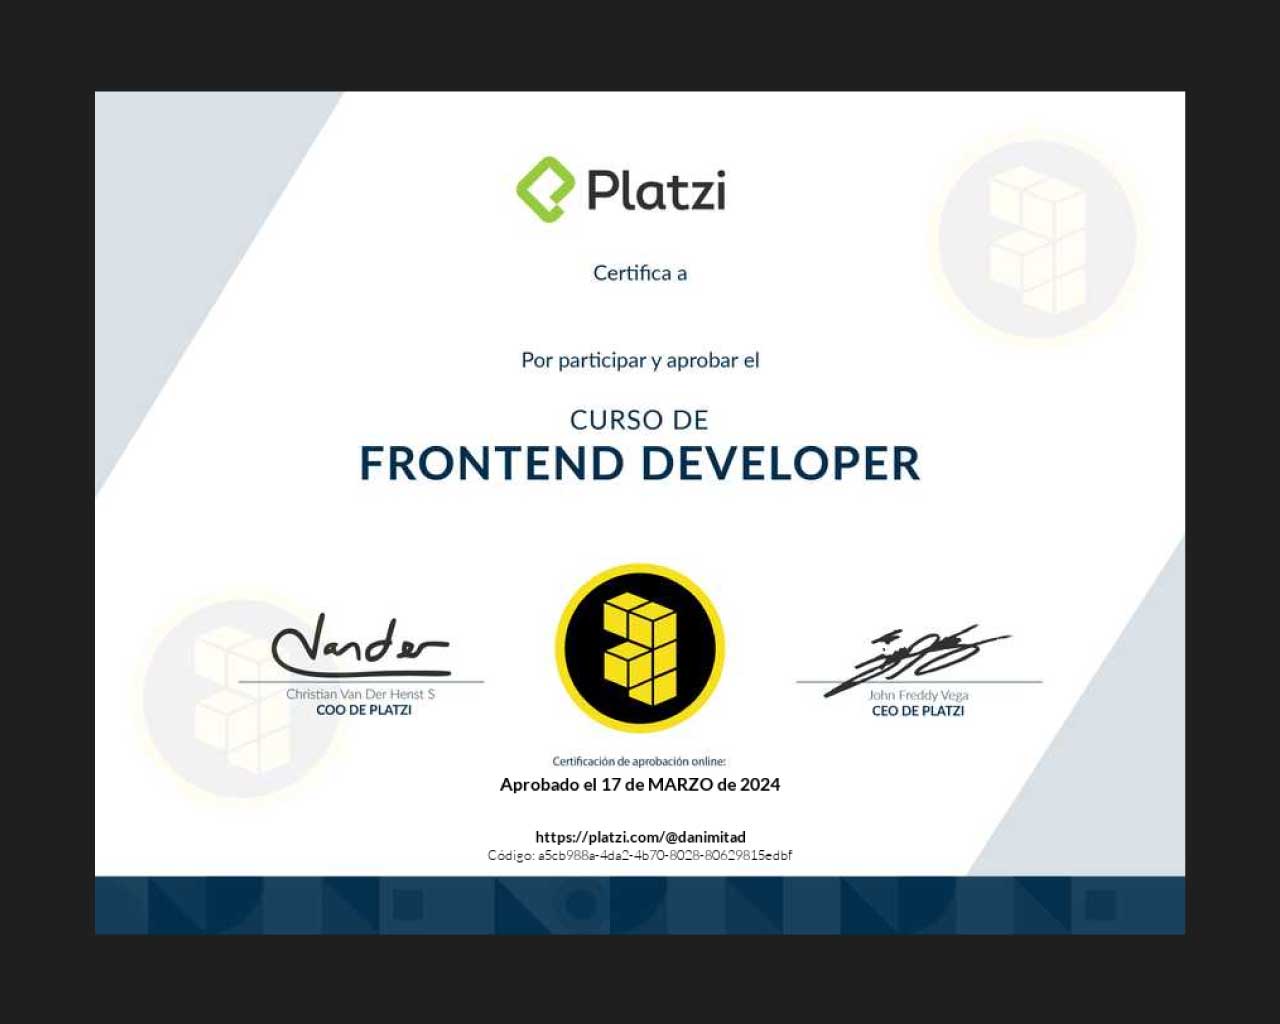 Platzi
Certifica a
Por participar y aprobar el
CURSO DE
FRONTEND DEVELOPER
Vander
Christian Van Der Henst S
COO DE PLATZI
John Freddy Vega
CEO DE PLATZI
Certificación de aprobación online:
Aprobado el 17 de MARZO de 2024
https://platzi.com/@danimitad
Código: a5cb988a-4da2-4b70-8028-80629815edbf